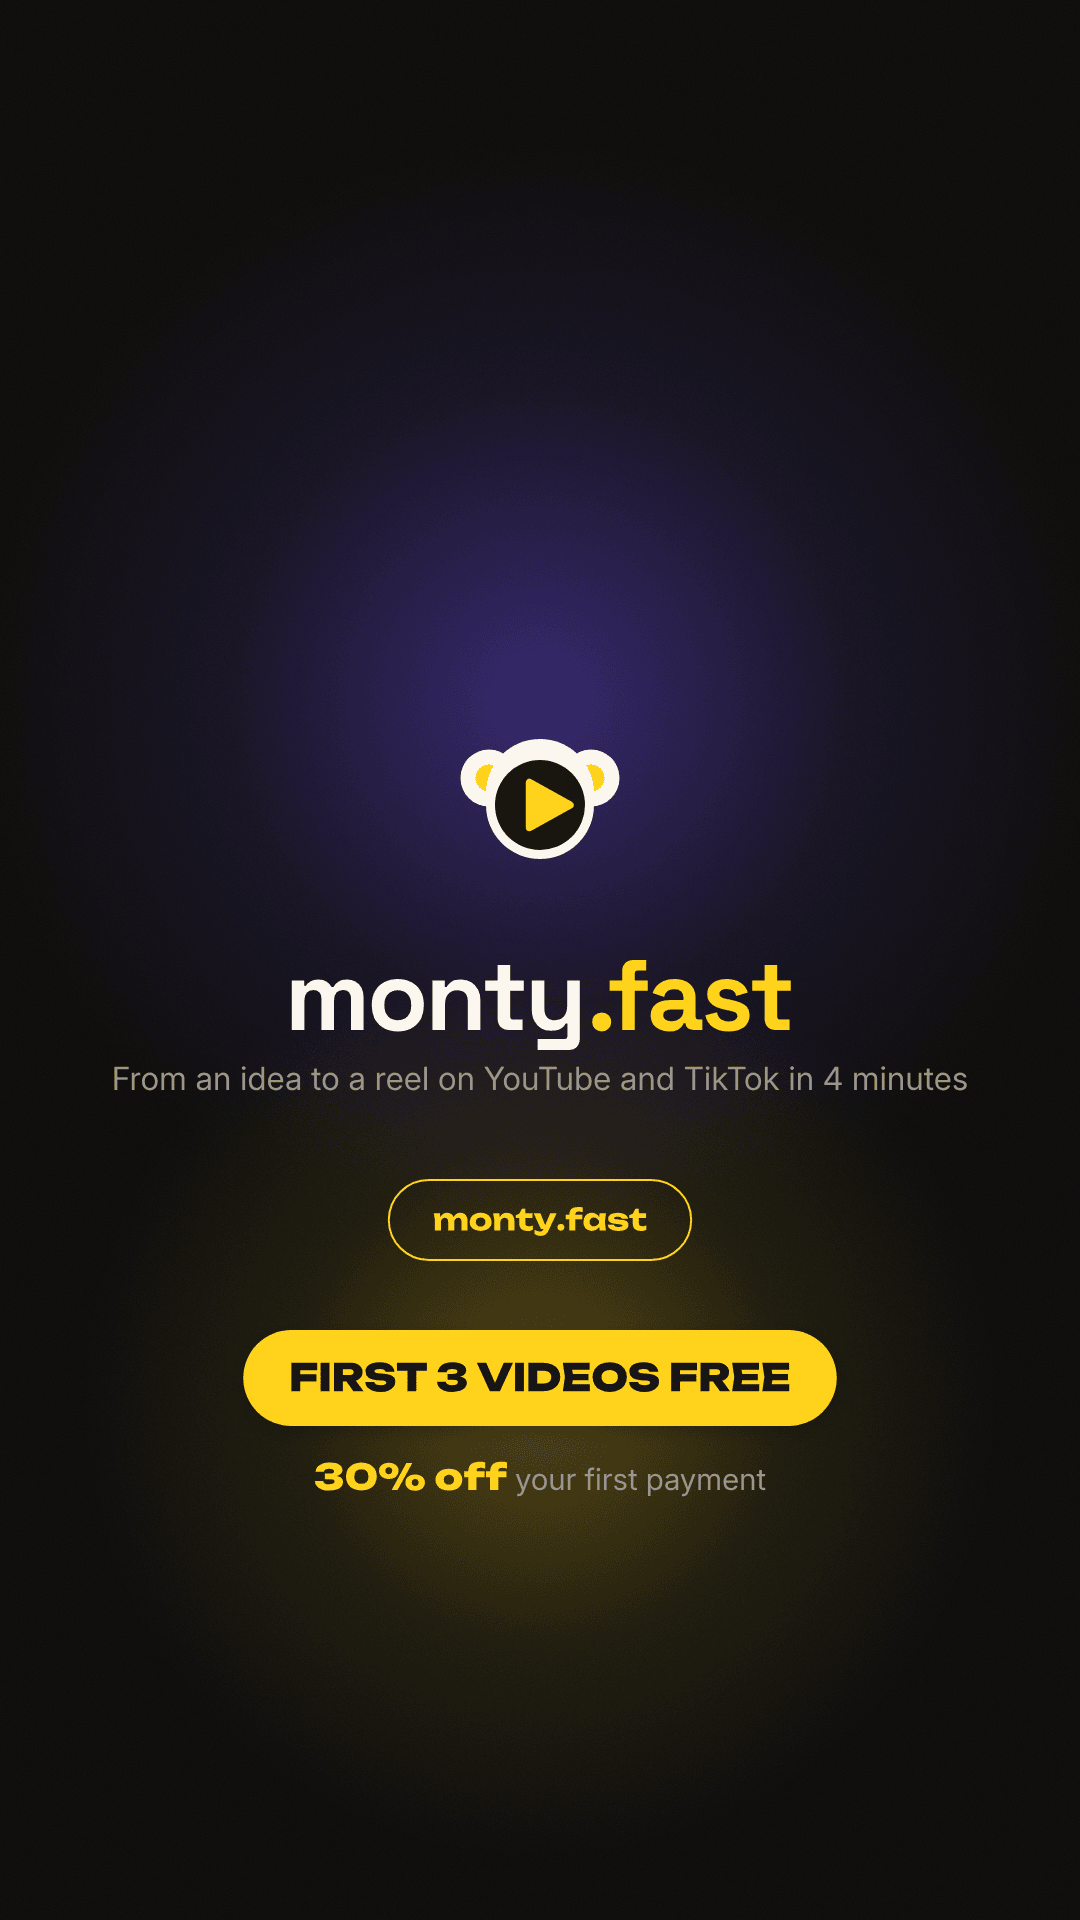 monty.fast
From an idea to a reel on YouTube and TikTok in 4 minutes
monty.fast
FIRST 3 VIDEOS FREE
30% off your first payment